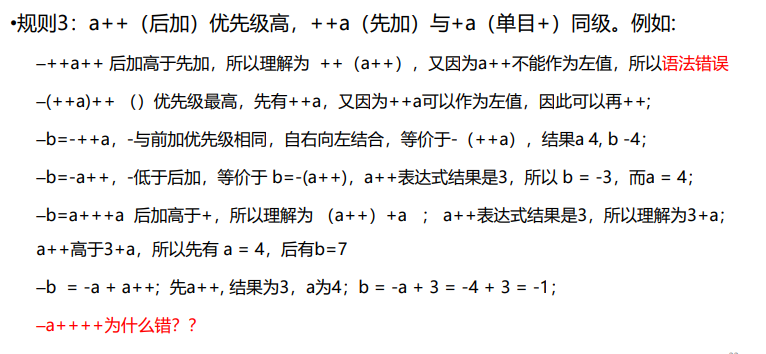 •规则3：a++（后加）优先级高，++a（先加）与+a（单目+）同级。例如:
–++a++ 后加高于先加，所以理解为 ++（a++），又因为a++不能作为左值，所以语法错误
–(++a)++ （）优先级最高，先有++a，又因为++a可以作为左值，因此可以再++;
–b=-++a，-与前加优先级相同，自右向左结合，等价于-（++a），结果a 4, b -4；
–b=-a++，-低于后加，等价于 b=-(a++)，a++表达式结果是3，所以 b = -3，而a = 4；
–b=a+++a 后加高于+，所以理解为 （a++）+a ； a++表达式结果是3，所以理解为3+a；
a++高于3+a，所以先有 a = 4，后有b=7
–b = -a + a++；先a++, 结果为3，a为4；b = -a + 3 = -4 + 3 = -1；
–a++++为什么错？？